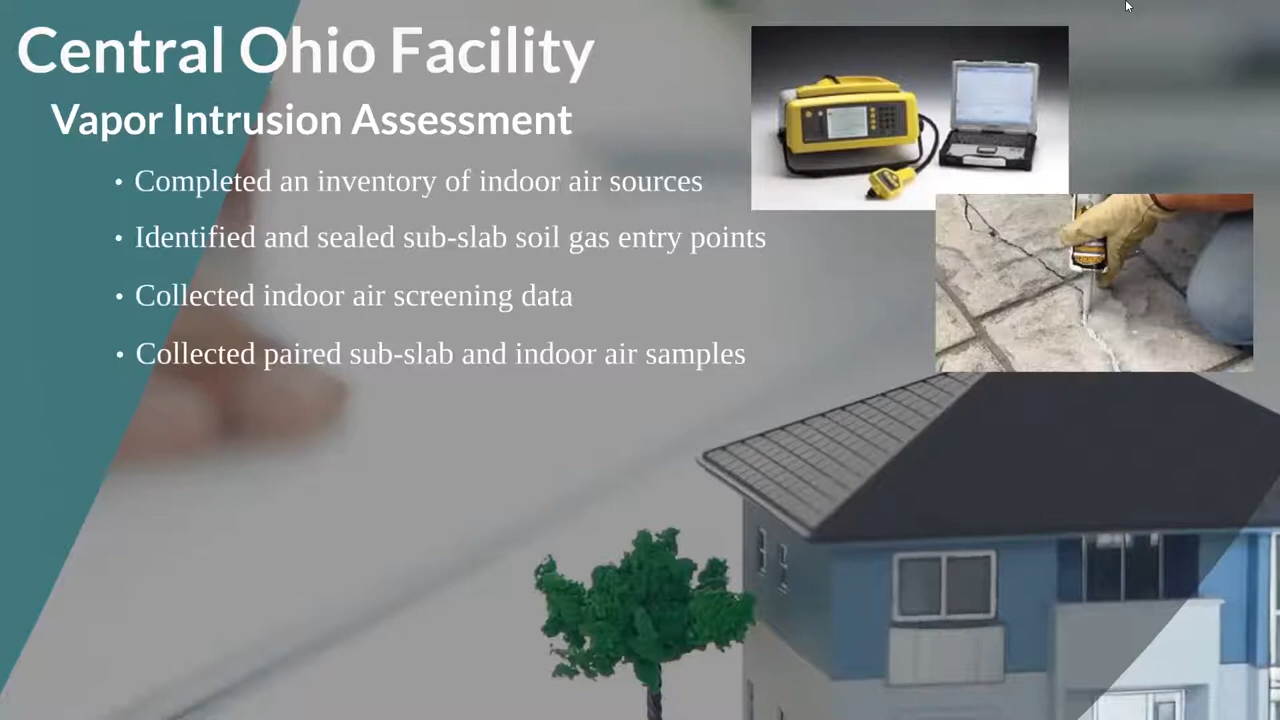 Central Ohio Facility
Vapor Intrusion Assessment
• Completed an inventory of indoor air sources
• Identified and sealed sub-slab soil gas entry points
• Collected indoor air screening data
• Collected paired sub-slab and indoor air samples